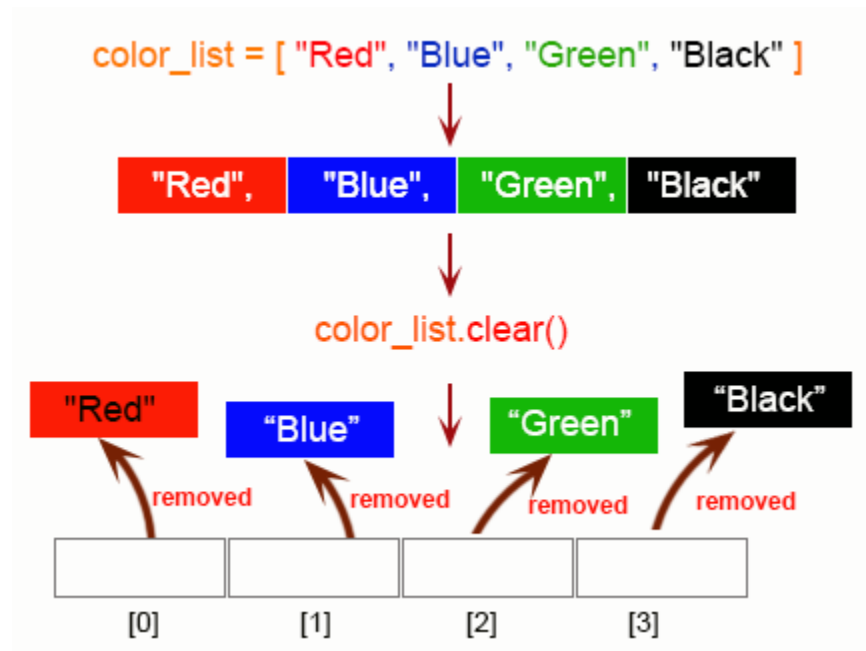 color_list = [ "Red", "Blue", "Green", "Black" ]
"Red", "Blue", "Green", "Black"
color_list.clear()
"Red" “Blue” “Green” “Black”
removed removed removed removed
[0] [1] [2] [3]